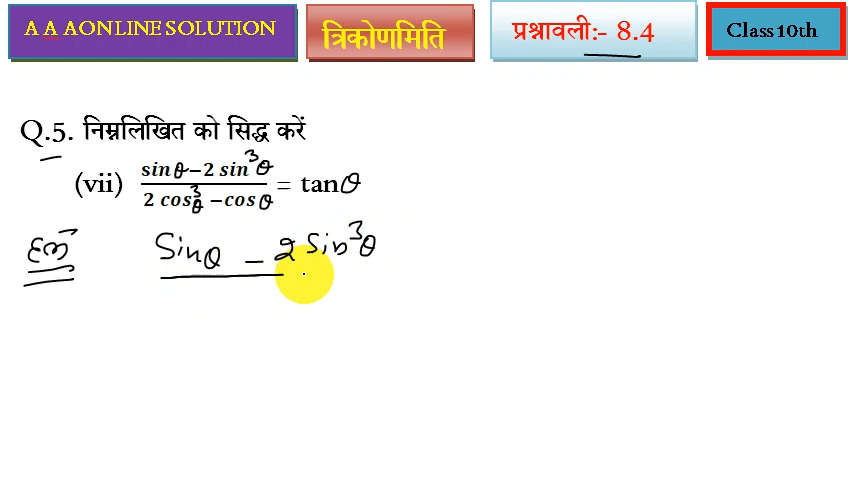 A A AONLINE SOLUTION
त्रिकोणमिति
प्रश्नावली:- 8.4
Class 10th
Q.5. निम्नलिखित को सिद्ध करें
(vii) (sinθ − 2 sin³θ)/(2 cos³θ − cosθ) = tanθ
हल
Sinθ − 2 Sin³θ